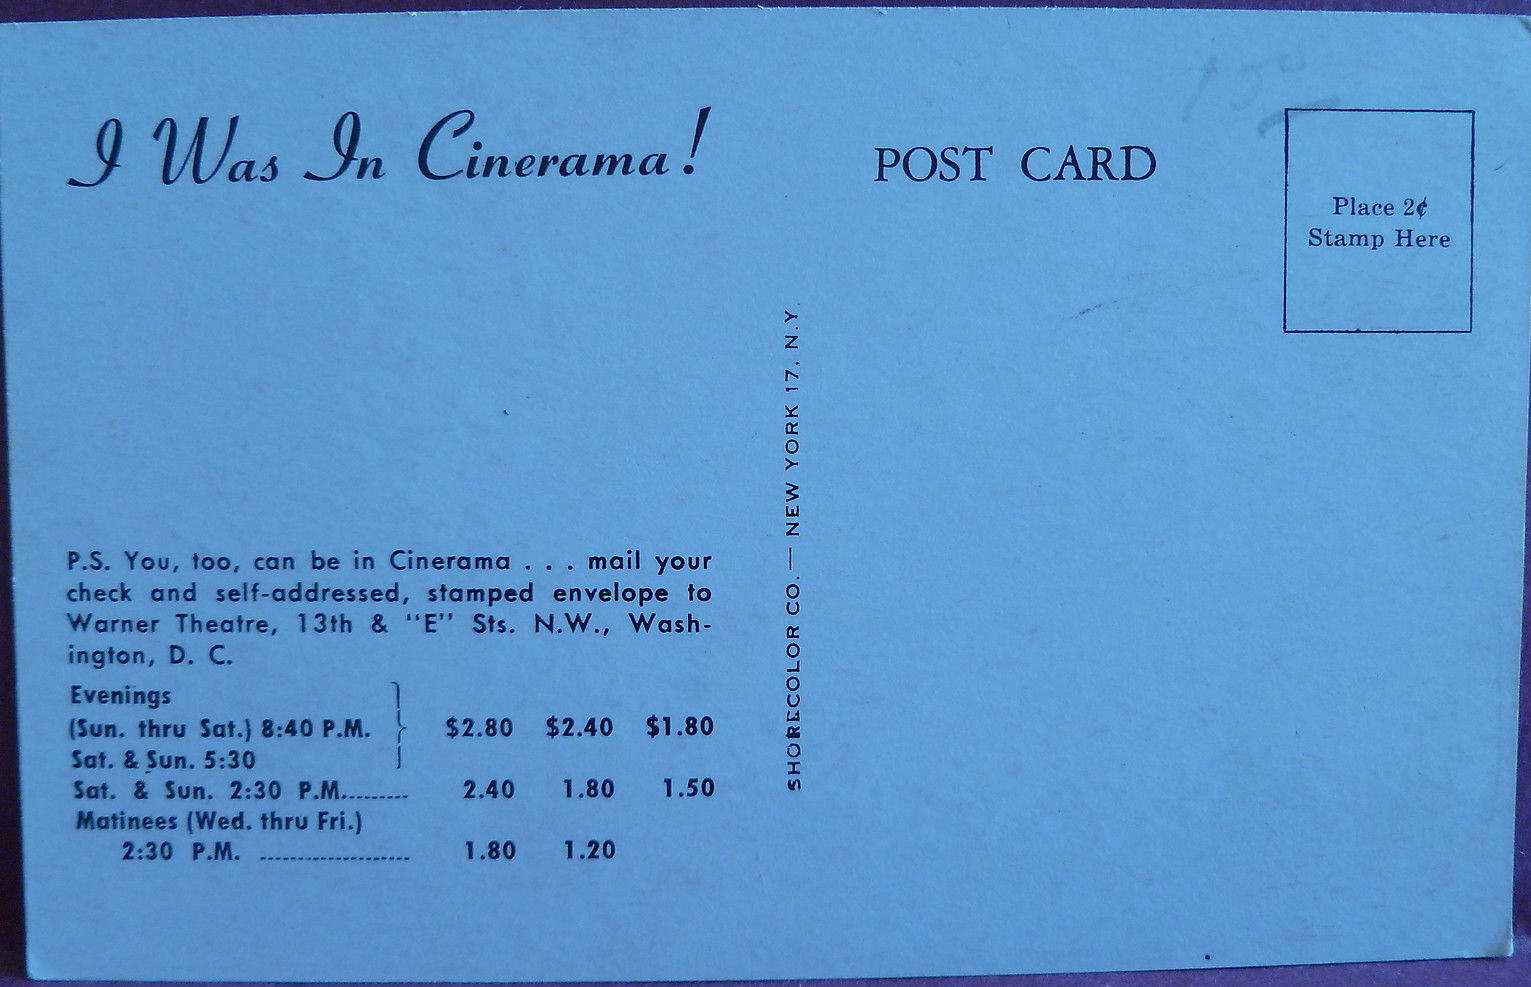 I Was In Cinerama!
P.S. You, too, can be in Cinerama . . . mail your
check and self-addressed, stamped envelope to
Warner Theatre, 13th & "E" Sts. N.W., Wash-
ington, D. C.
Evenings
(Sun. thru Sat.) 8:40 P.M. $2.80 $2.40 $1.80
Sat. & Sun. 5:30
Sat. & Sun. 2:30 P.M......... 2.40 1.80 1.50
Matinees (Wed. thru Fri.)
2:30 P.M. ..................... 1.80 1.20
SHORECOLOR CO. — NEW YORK 17, N.Y.
POST CARD
Place 2¢
Stamp Here